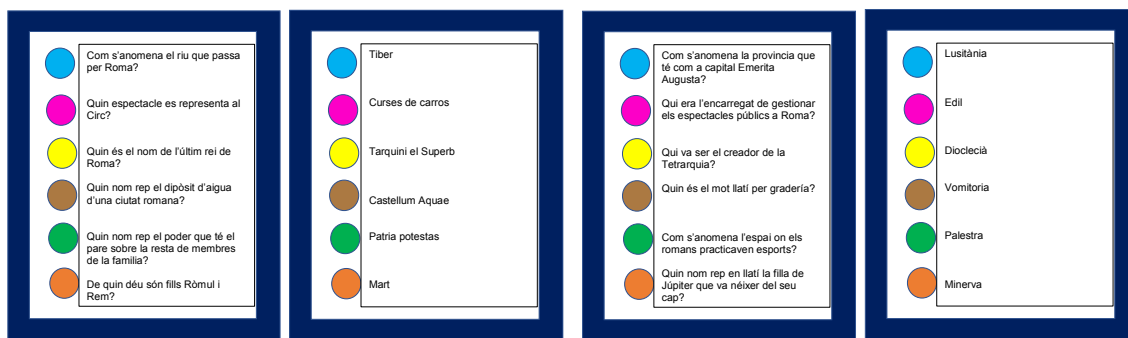 Com s’anomena el riu que passa
per Roma?
Quin espectacle es representa al
Circ?
Quin és el nom de l’últim rei de
Roma?
Quin nom rep el dipòsit d’aigua
d’una ciutat romana?
Quin nom rep el poder que té el
pare sobre la resta de membres
de la familia?
De quin déu són fills Ròmul i
Rem?
Tiber
Curses de carros
Tarquini el Superb
Castellum Aquae
Patria potestas
Mart
Com s’anomena la provincia que
té com a capital Emerita
Augusta?
Qui era l’encarregat de gestionar
els espectacles públics a Roma?
Qui va ser el creador de la
Tetrarquia?
Quin és el mot llatí per gradería?
Com s’anomena l’espai on els
romans practicaven esports?
Quin nom rep en llatí la filla de
Júpiter que va néixer del seu
cap?
Lusitània
Edil
Dioclecià
Vomitoria
Palestra
Minerva